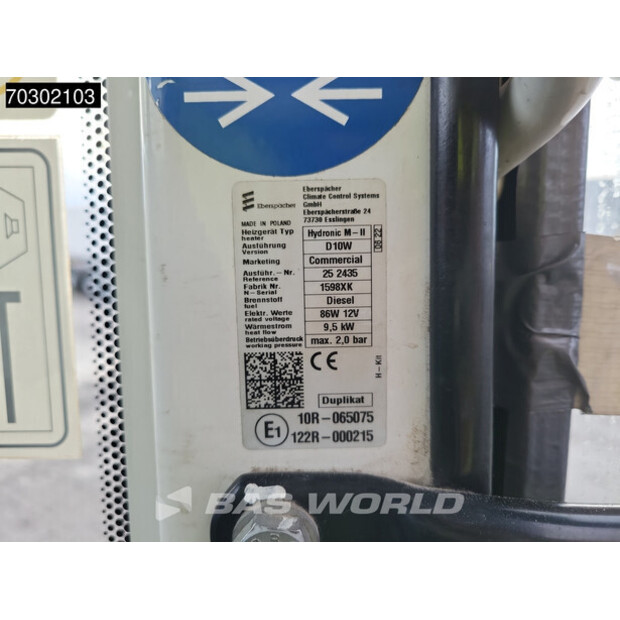 70302103
Eberspächer
Eberspächer
Climate Control Systems
GmbH
Eberspächerstraße 24
73730 Esslingen
MADE IN POLAND
Heizgerät Typ
heater
Hydronic M-II
08 22
Ausführung
Version
D10W
Marketing
Commercial
Ausführ.-Nr.
Reference
25 2435
Fabrik Nr.
N-Serial
1598XK
Brennstoff
fuel
Diesel
Elektr. Werte
rated voltage
86W 12V
Wärmestrom
heat flow
9,5 kW
Betriebsüberdruck
working pressure
max. 2,0 bar
CE
H-Kit
Duplikat
E1
10R-065075
122R-000215
T
BAS WORLD